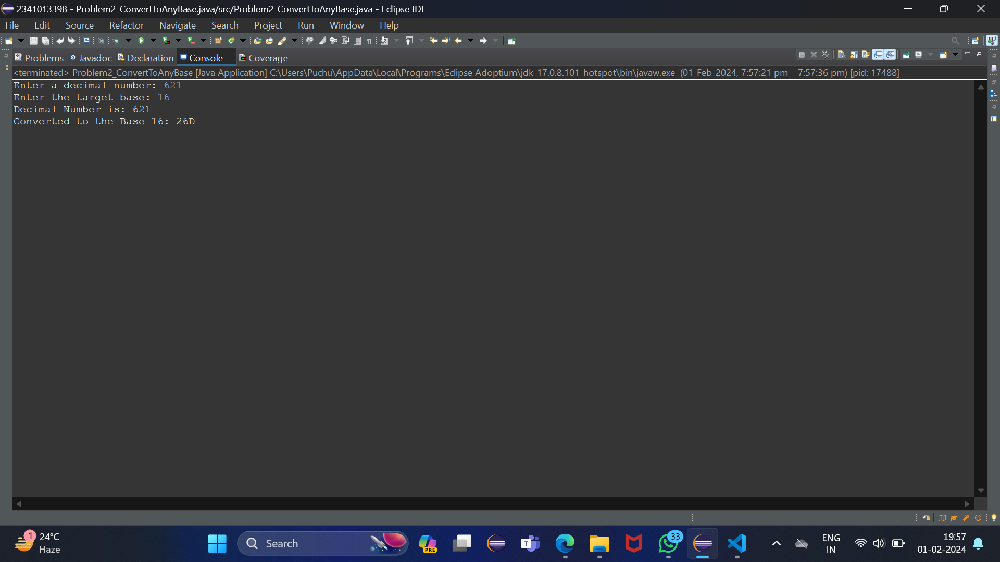 2341013398 - Problem2_ConvertToAnyBase.java/src/Problem2_ConvertToAnyBase.java - Eclipse IDE
File Edit Source Refactor Navigate Search Project Run Window Help
Problems @ Javadoc Declaration Console Coverage
<terminated> Problem2_ConvertToAnyBase [Java Application] C:\Users\Puchu\AppData\Local\Programs\Eclipse Adoptium\jdk-17.0.8.101-hotspot\bin\javaw.exe (01-Feb-2024, 7:57:21 pm – 7:57:36 pm) [pid: 17488]
Enter a decimal number: 621
Enter the target base: 16
Decimal Number is: 621
Converted to the Base 16: 26D
1 24°C
Haze
Search
PRE
T
33
ENG
IN
19:57
01-02-2024